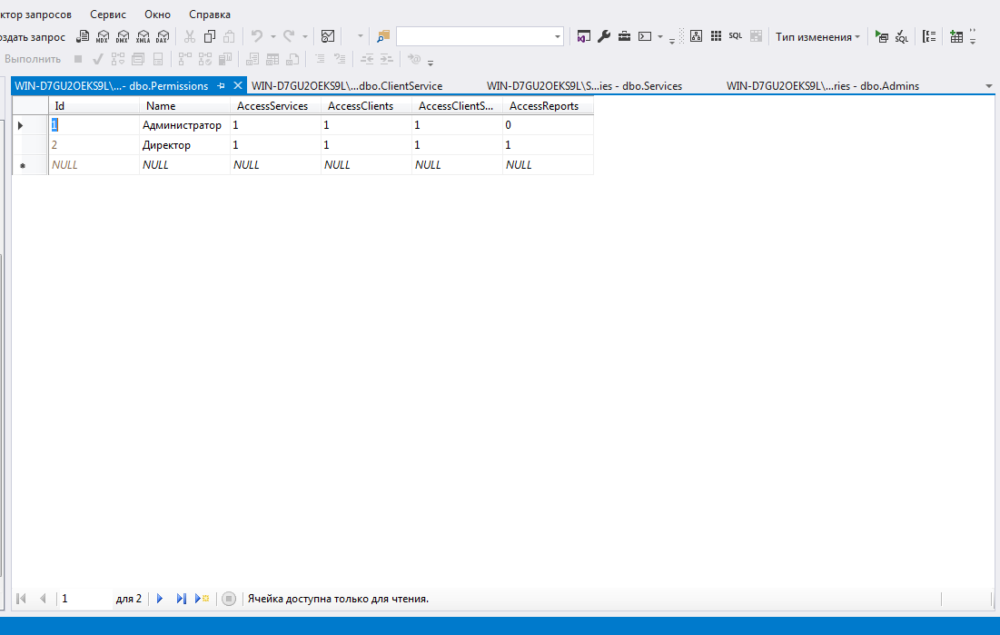 ктор запросов Сервис Окно Справка
оздать запрос MDX DMX XMLA DAX SQL Тип изменения SQL
Выполнить
WIN-D7GU2OEKS9L\...- dbo.Permissions WIN-D7GU2OEKS9L\...dbo.ClientService WIN-D7GU2OEKS9L\S...ies - dbo.Services WIN-D7GU2OEKS9L\...ries - dbo.Admins
Id Name AccessServices AccessClients AccessClientS... AccessReports
1 Администратор 1 1 1 0
2 Директор 1 1 1 1
NULL NULL NULL NULL NULL NULL
1 для 2 Ячейка доступна только для чтения.